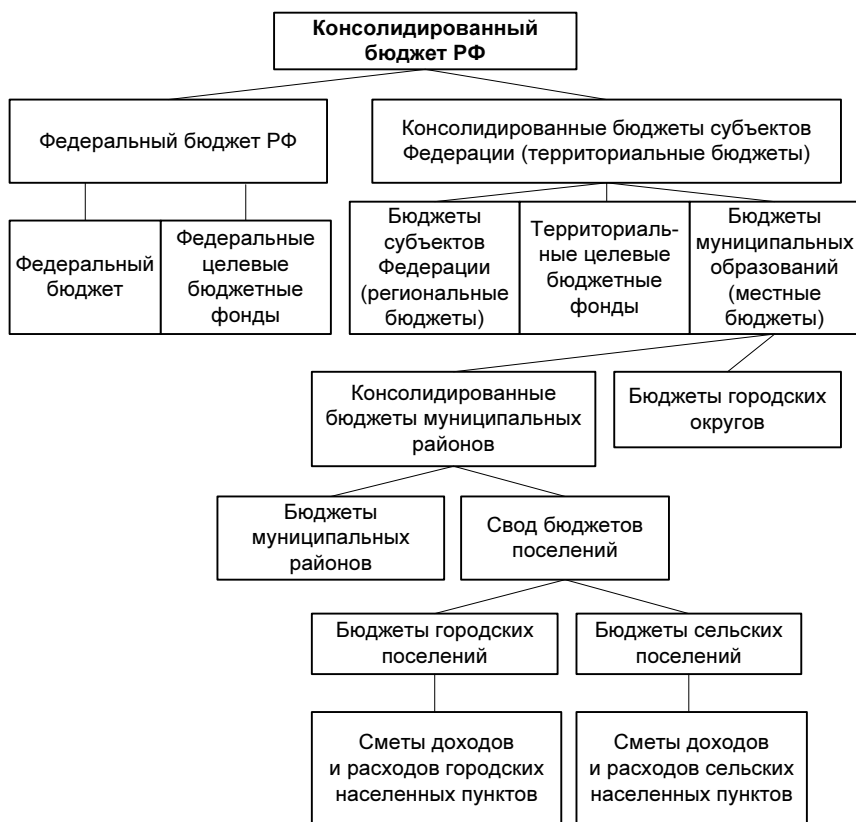 Консолидированный
бюджет РФ
Федеральный бюджет РФ
Консолидированные бюджеты субъектов
Федерации (территориальные бюджеты)
Федеральный
бюджет
Федеральные
целевые
бюджетные
фонды
Бюджеты
субъектов
Федерации
(региональные
бюджеты)
Территориаль-
ные целевые
бюджетные
фонды
Бюджеты
муниципальных
образований
(местные
бюджеты)
Консолидированные
бюджеты муниципальных
районов
Бюджеты городских
округов
Бюджеты
муниципальных
районов
Свод бюджетов
поселений
Бюджеты городских
поселений
Бюджеты сельских
поселений
Сметы доходов
и расходов городских
населенных пунктов
Сметы доходов
и расходов сельских
населенных пунктов